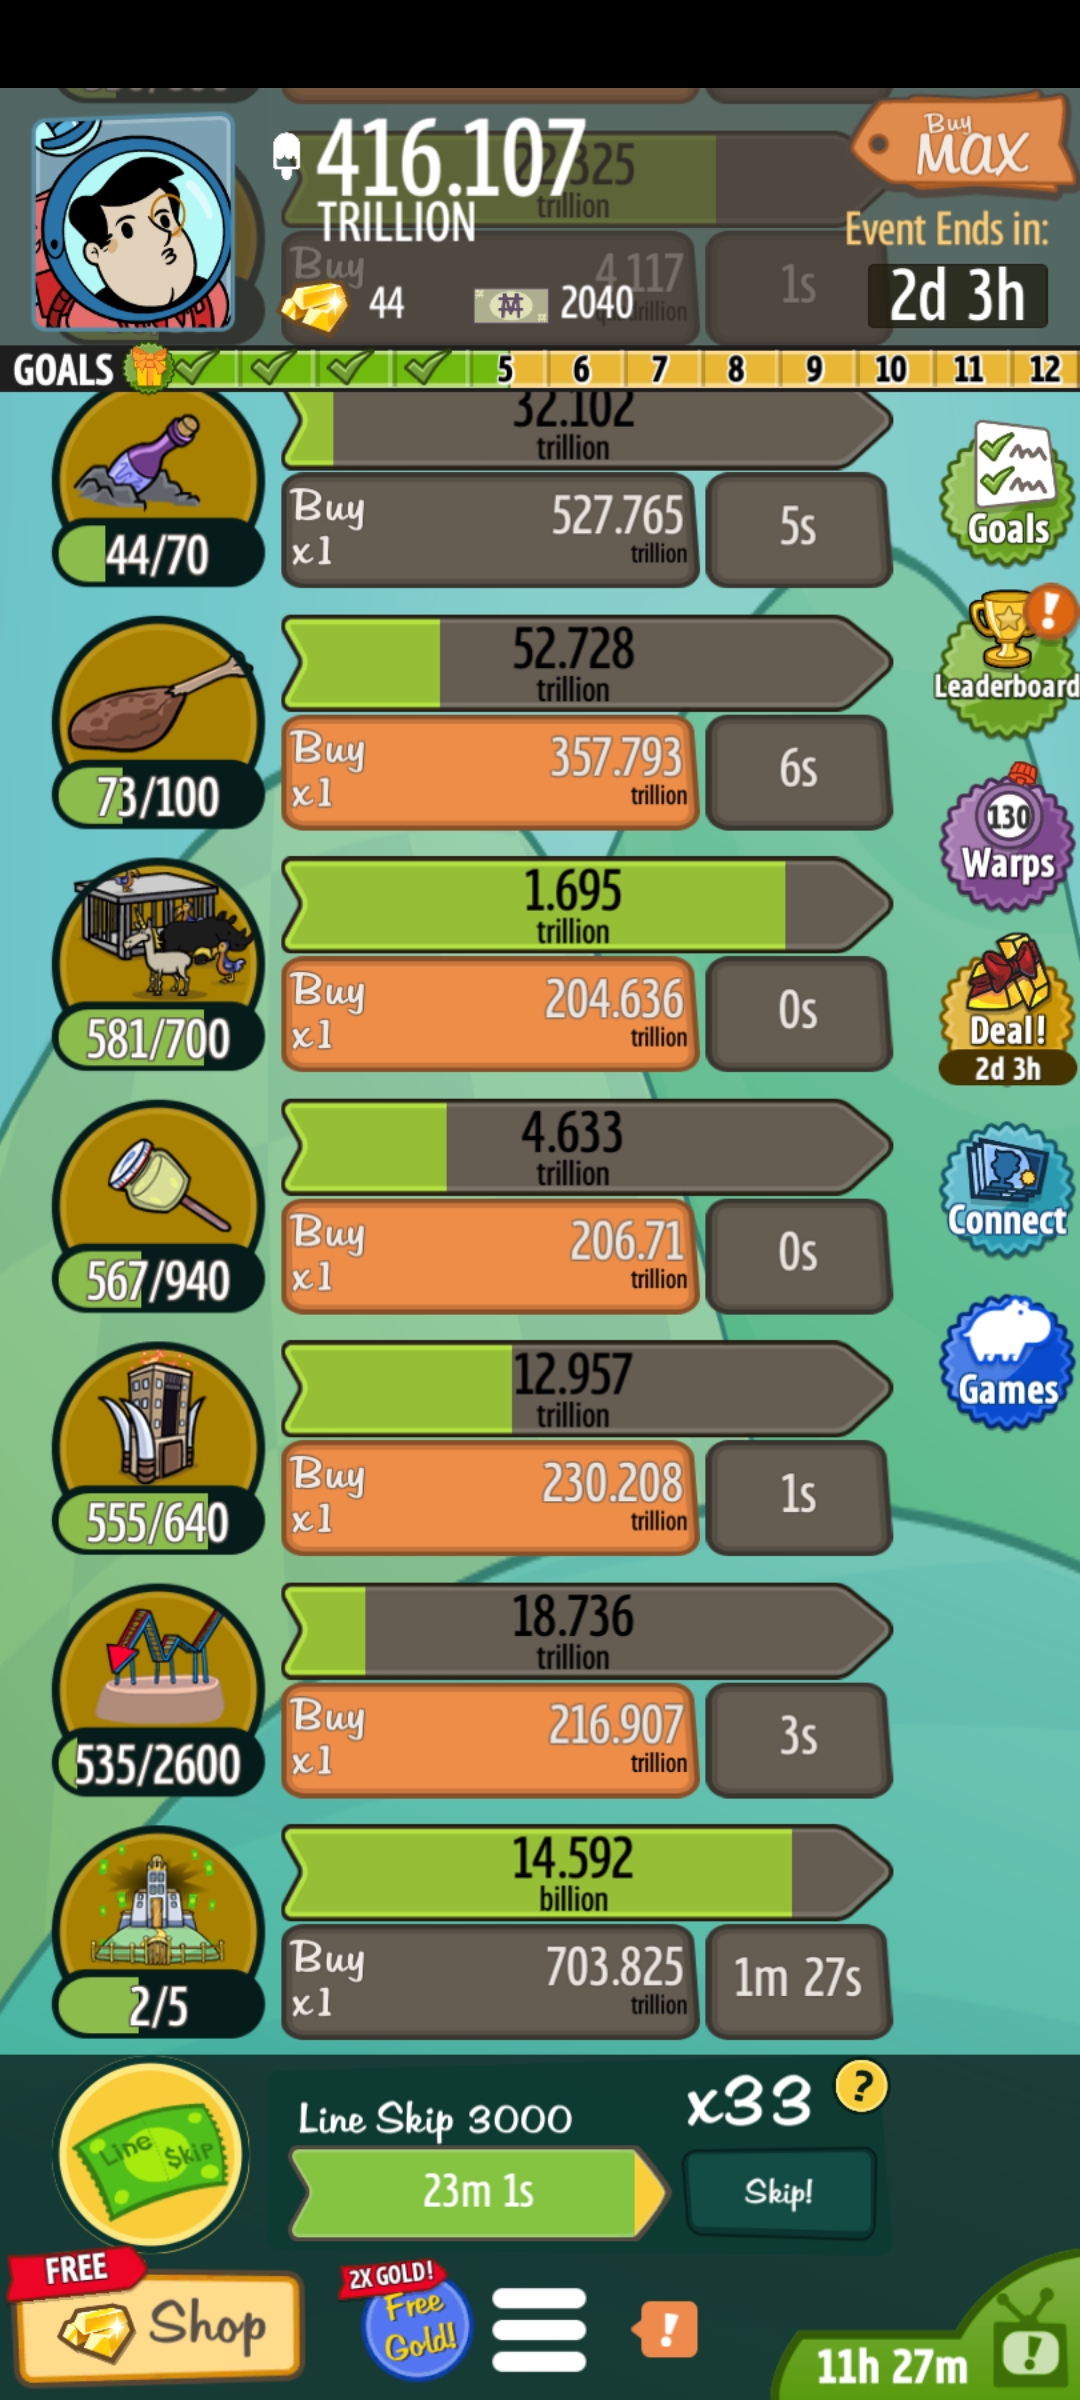 Buy
MAX
416.107
TRILLION
22.325
trillion
Event Ends in:
2d 3h
Buy
4.117
1s
44
2040
GOALS 5 6 7 8 9 10 11 12
32.102
trillion
44/70
Buy
x1
527.765
trillion
5s
Goals
52.728
trillion
73/100
Buy
x1
357.793
trillion
6s
Leaderboard
130
Warps
1.695
trillion
581/700
Buy
x1
204.636
trillion
0s
Deal!
2d 3h
4.633
trillion
567/940
Buy
x1
206.71
trillion
0s
Connect
12.957
trillion
555/640
Buy
x1
230.208
trillion
1s
Games
18.736
trillion
535/2600
Buy
x1
216.907
trillion
3s
14.592
billion
2/5
Buy
x1
703.825
trillion
1m 27s
Line $kip
Line Skip 3000
x33
?
23m 1s
Skip!
FREE
Shop
2X GOLD!
Free
Gold!
!
11h 27m
!